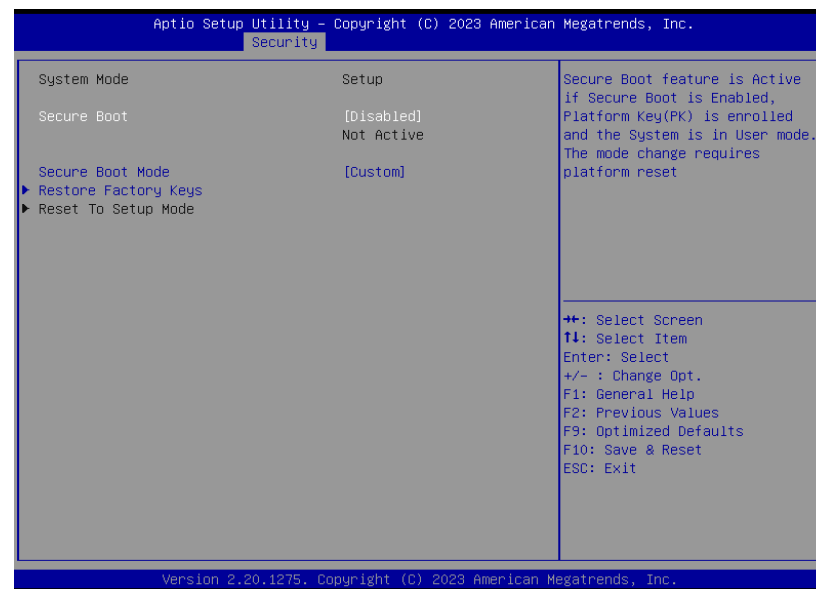 Aptio Setup Utility – Copyright (C) 2023 American Megatrends, Inc.
Security
System Mode Setup
Secure Boot [Disabled]
Not Active
Secure Boot Mode [Custom]
▶ Restore Factory Keys
▶ Reset To Setup Mode
Secure Boot feature is Active
if Secure Boot is Enabled,
Platform Key(PK) is enrolled
and the System is in User mode.
The mode change requires
platform reset
→←: Select Screen
↑↓: Select Item
Enter: Select
+/- : Change Opt.
F1: General Help
F2: Previous Values
F9: Optimized Defaults
F10: Save & Reset
ESC: Exit
Version 2.20.1275. Copyright (C) 2023 American Megatrends, Inc.